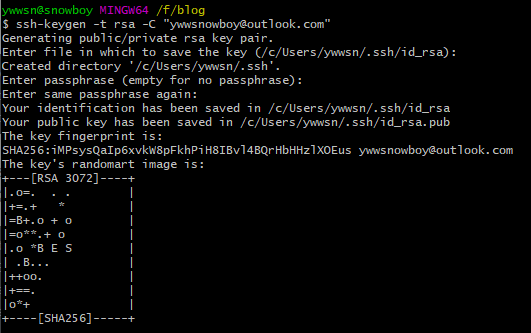 ywwsn@snowboy MINGW64 /f/blog
$ ssh-keygen -t rsa -C "ywwsnowboy@outlook.com"
Generating public/private rsa key pair.
Enter file in which to save the key (/c/Users/ywwsn/.ssh/id_rsa):
Created directory '/c/Users/ywwsn/.ssh'.
Enter passphrase (empty for no passphrase):
Enter same passphrase again:
Your identification has been saved in /c/Users/ywwsn/.ssh/id_rsa
Your public key has been saved in /c/Users/ywwsn/.ssh/id_rsa.pub
The key fingerprint is:
SHA256:iMPsysQaIp6xvkW8pFkhPiH8IBvl4BQrHbHHzlXOEus ywwsnowboy@outlook.com
The key's randomart image is:
+---[RSA 3072]----+
|.o=.  . .        |
|+=.+   *         |
|=B+.o + o        |
|=o**.+ o         |
|.o *B E S        |
| .B...           |
|++oo.            |
|+==.             |
|o*+              |
+----[SHA256]-----+